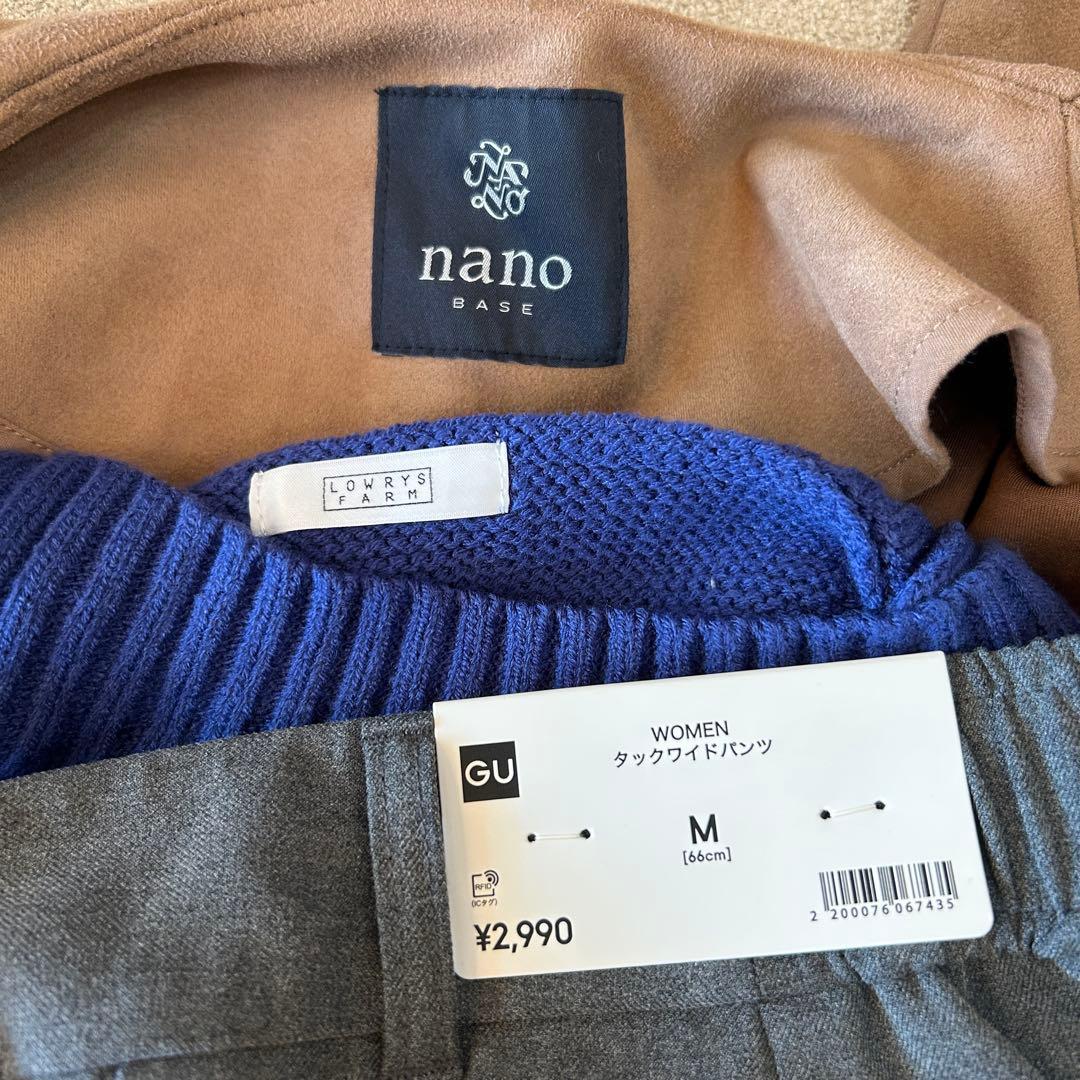 NANO
nano
BASE
LOWRYS
FARM
WOMEN
タックワイドパンツ
GU
M
[66cm]
RFID
(ICタグ)
¥2,990
2 200076 067435